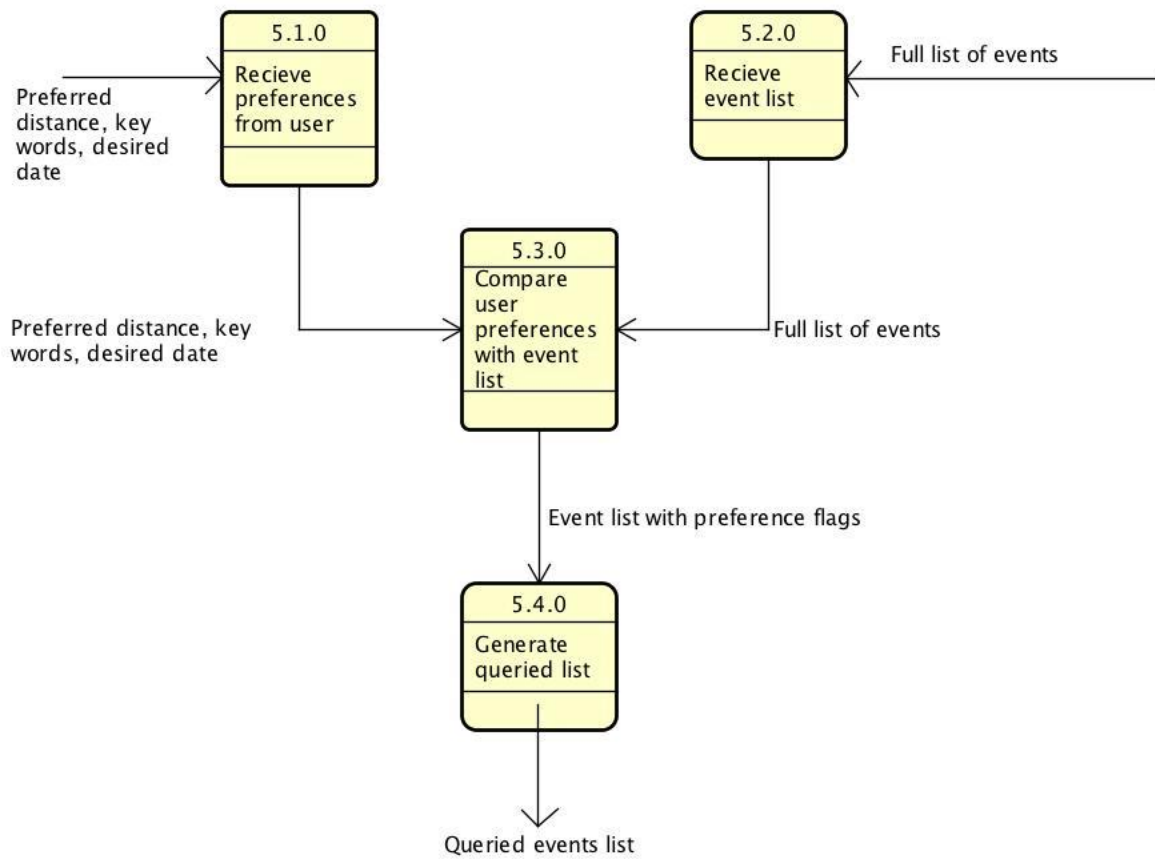 5.1.0
Recieve
preferences
from user
5.2.0
Recieve
event list
Full list of events
Preferred
distance, key
words, desired
date
5.3.0
Compare
user
preferences
with event
list
Preferred distance, key
words, desired date
Full list of events
Event list with preference flags
5.4.0
Generate
queried list
Queried events list